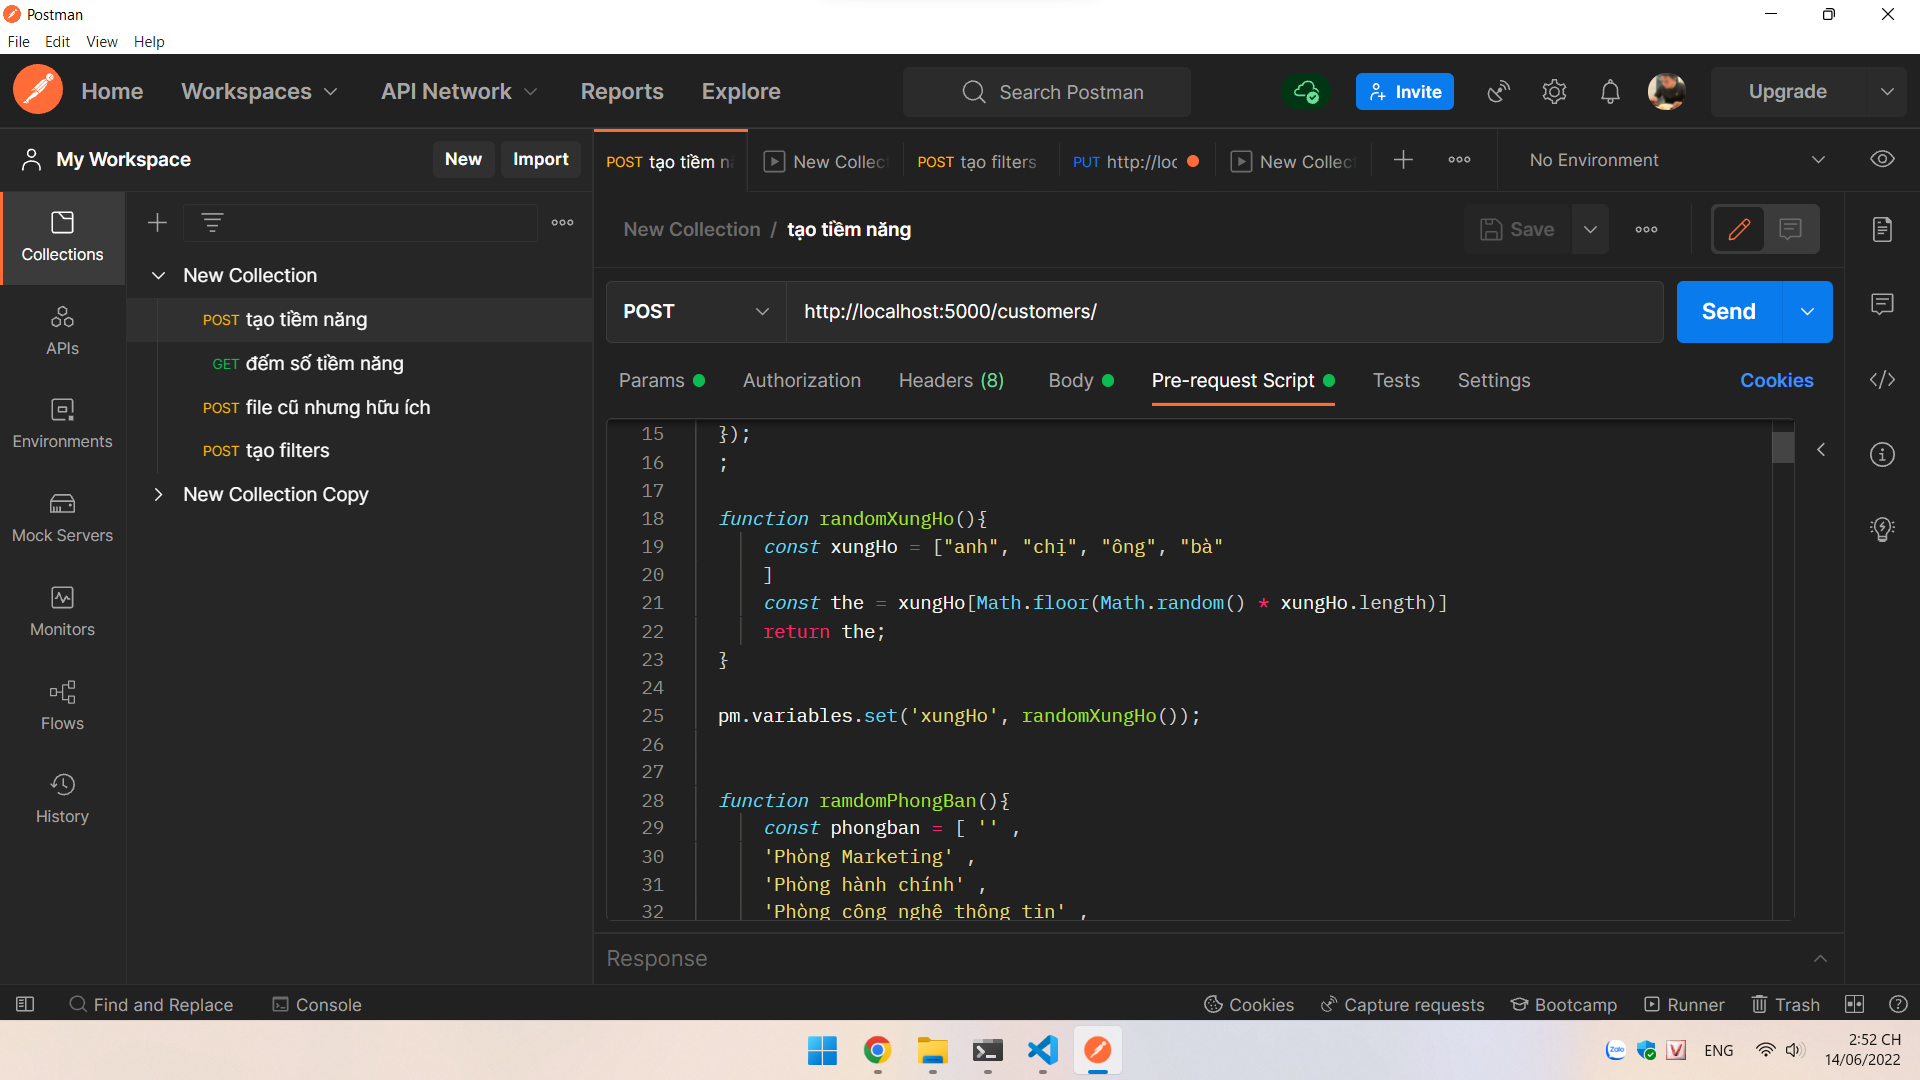 Postman
File Edit View Help
Home Workspaces API Network Reports Explore Search Postman Invite Upgrade
My Workspace New Import
POST tạo tiềm n New Collec POST tạo filters PUT http://loc New Collec No Environment
Collections
APIs
Environments
Mock Servers
Monitors
Flows
History
New Collection
POST tạo tiềm năng
GET đếm số tiềm năng
POST file cũ nhưng hữu ích
POST tạo filters
New Collection Copy
New Collection / tạo tiềm năng Save
POST http://localhost:5000/customers/ Send
Params Authorization Headers (8) Body Pre-request Script Tests Settings Cookies
15 });
16 ;
17
18 function randomXungHo(){
19 const xungHo = ["anh", "chị", "ông", "bà"
20 ]
21 const the = xungHo[Math.floor(Math.random() * xungHo.length)]
22 return the;
23 }
24
25 pm.variables.set('xungHo', randomXungHo());
26
27
28 function ramdomPhongBan(){
29 const phongban = [ '' ,
30 'Phòng Marketing' ,
31 'Phòng hành chính' ,
32 'Phòng công nghệ thông tin' ,
Response
Find and Replace Console Cookies Capture requests Bootcamp Runner Trash
Zalo V ENG 2:52 CH
14/06/2022